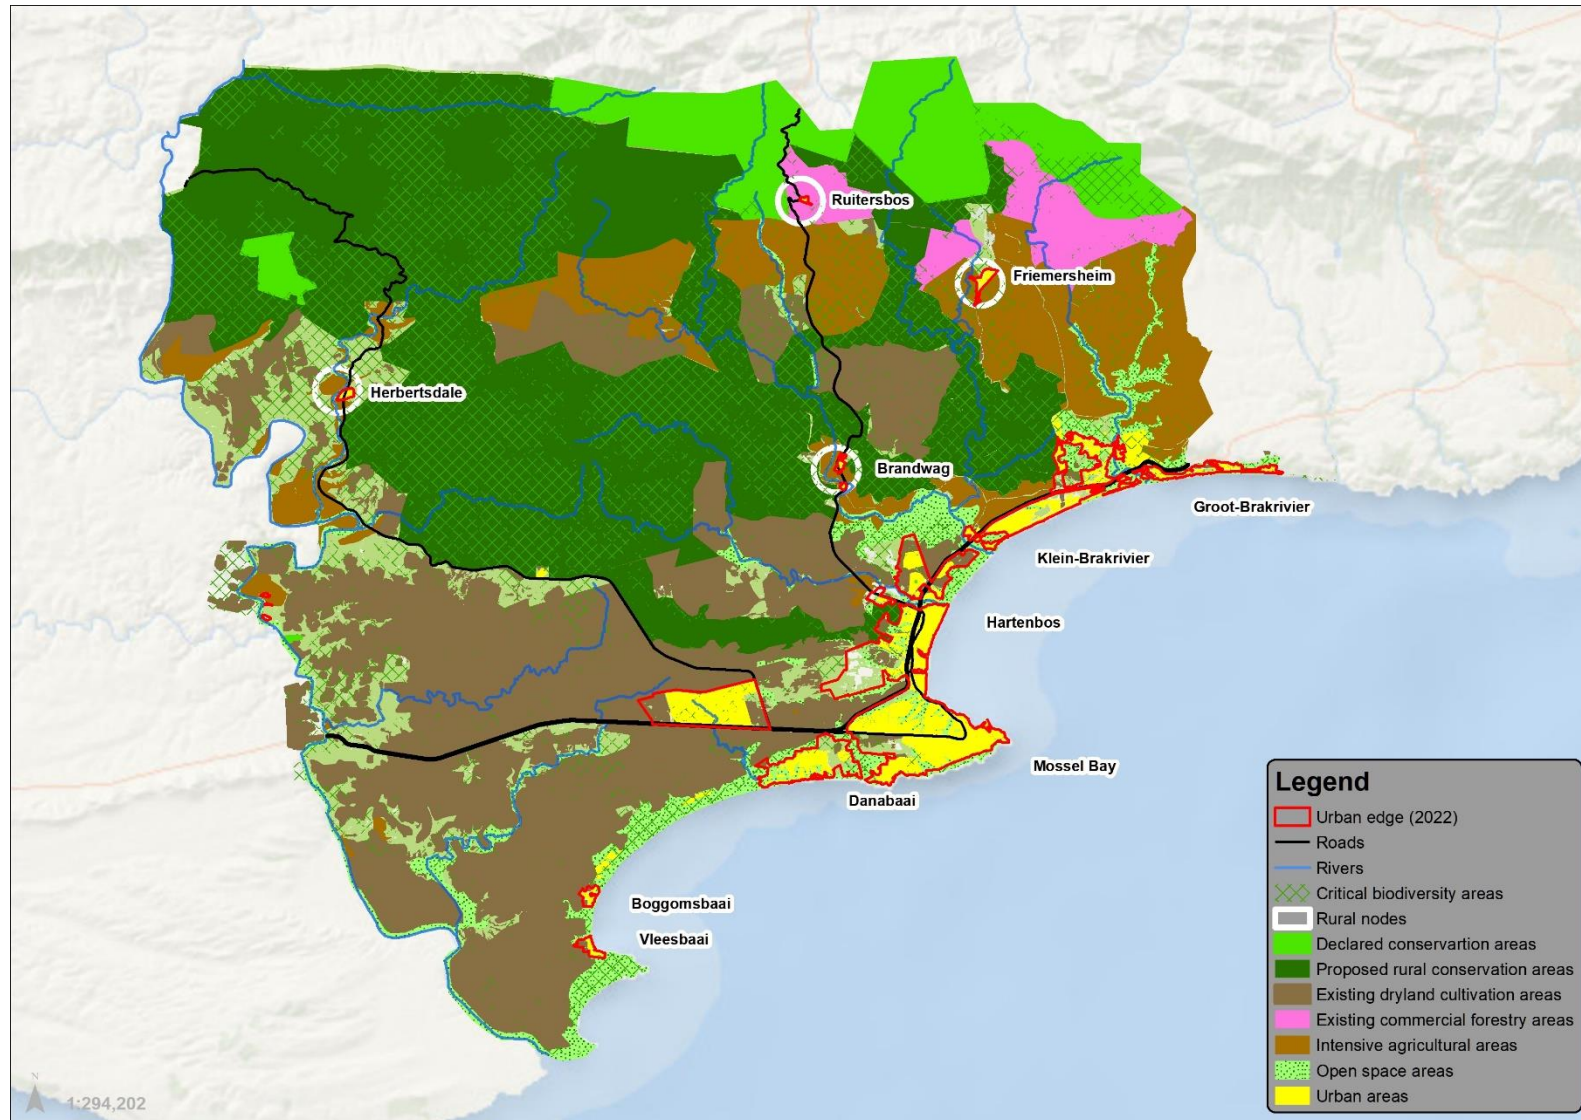 Ruitersbos
Friemersheim
Herbertsdale
Brandwag
Groot-Brakrivier
Klein-Brakrivier
Hartenbos
Mossel Bay
Danabaai
Boggomsbaai
Vleesbaai
Legend
Urban edge (2022)
Roads
Rivers
Critical biodiversity areas
Rural nodes
Declared conservartion areas
Proposed rural conservation areas
Existing dryland cultivation areas
Existing commercial forestry areas
Intensive agricultural areas
Open space areas
Urban areas
N
1:294,202